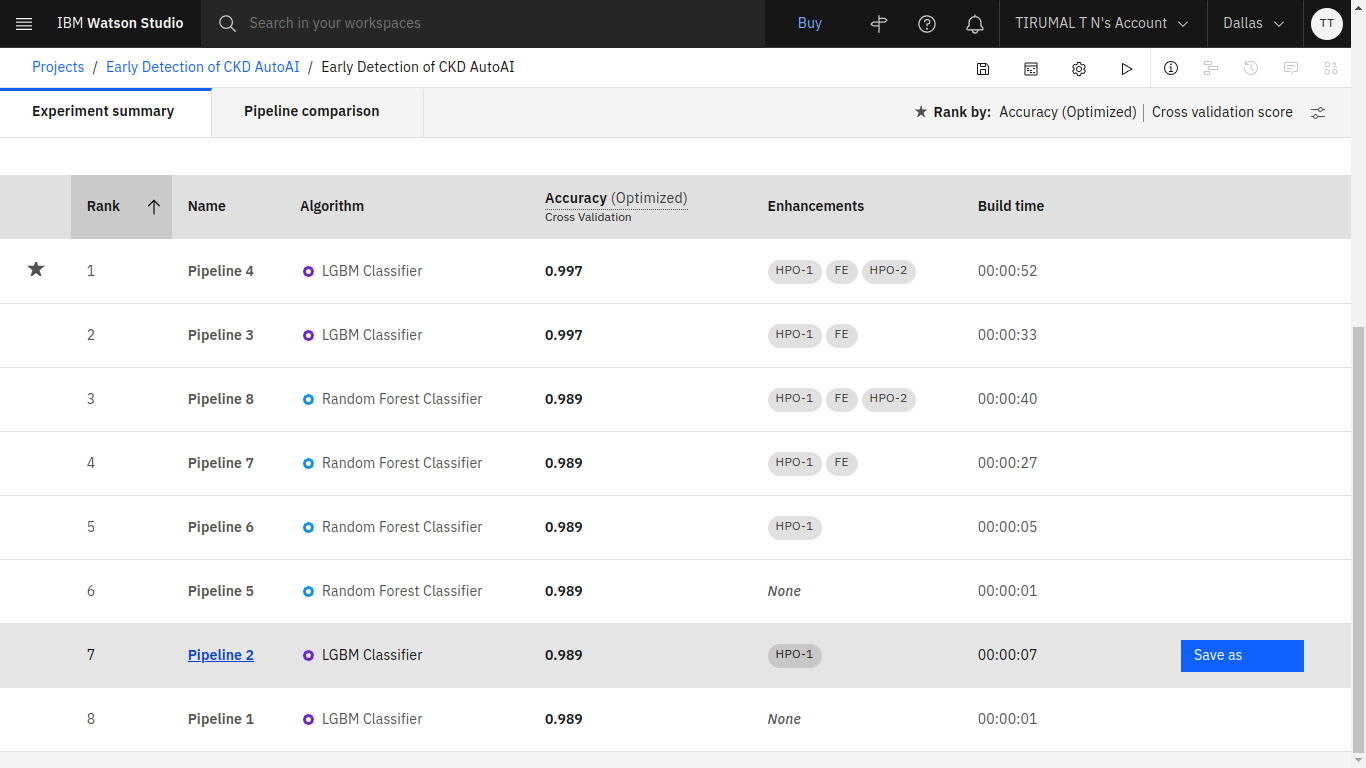 IBM Watson Studio
Search in your workspaces
Buy
TIRUMAL T N's Account
Dallas
TT
Projects / Early Detection of CKD AutoAI / Early Detection of CKD AutoAI
Experiment summary
Pipeline comparison
★ Rank by: Accuracy (Optimized) | Cross validation score
Rank ↑ Name Algorithm Accuracy (Optimized) Enhancements Build time
Cross Validation
★ 1 Pipeline 4 LGBM Classifier 0.997 HPO-1 FE HPO-2 00:00:52
2 Pipeline 3 LGBM Classifier 0.997 HPO-1 FE 00:00:33
3 Pipeline 8 Random Forest Classifier 0.989 HPO-1 FE HPO-2 00:00:40
4 Pipeline 7 Random Forest Classifier 0.989 HPO-1 FE 00:00:27
5 Pipeline 6 Random Forest Classifier 0.989 HPO-1 00:00:05
6 Pipeline 5 Random Forest Classifier 0.989 None 00:00:01
7 Pipeline 2 LGBM Classifier 0.989 HPO-1 00:00:07 Save as
8 Pipeline 1 LGBM Classifier 0.989 None 00:00:01